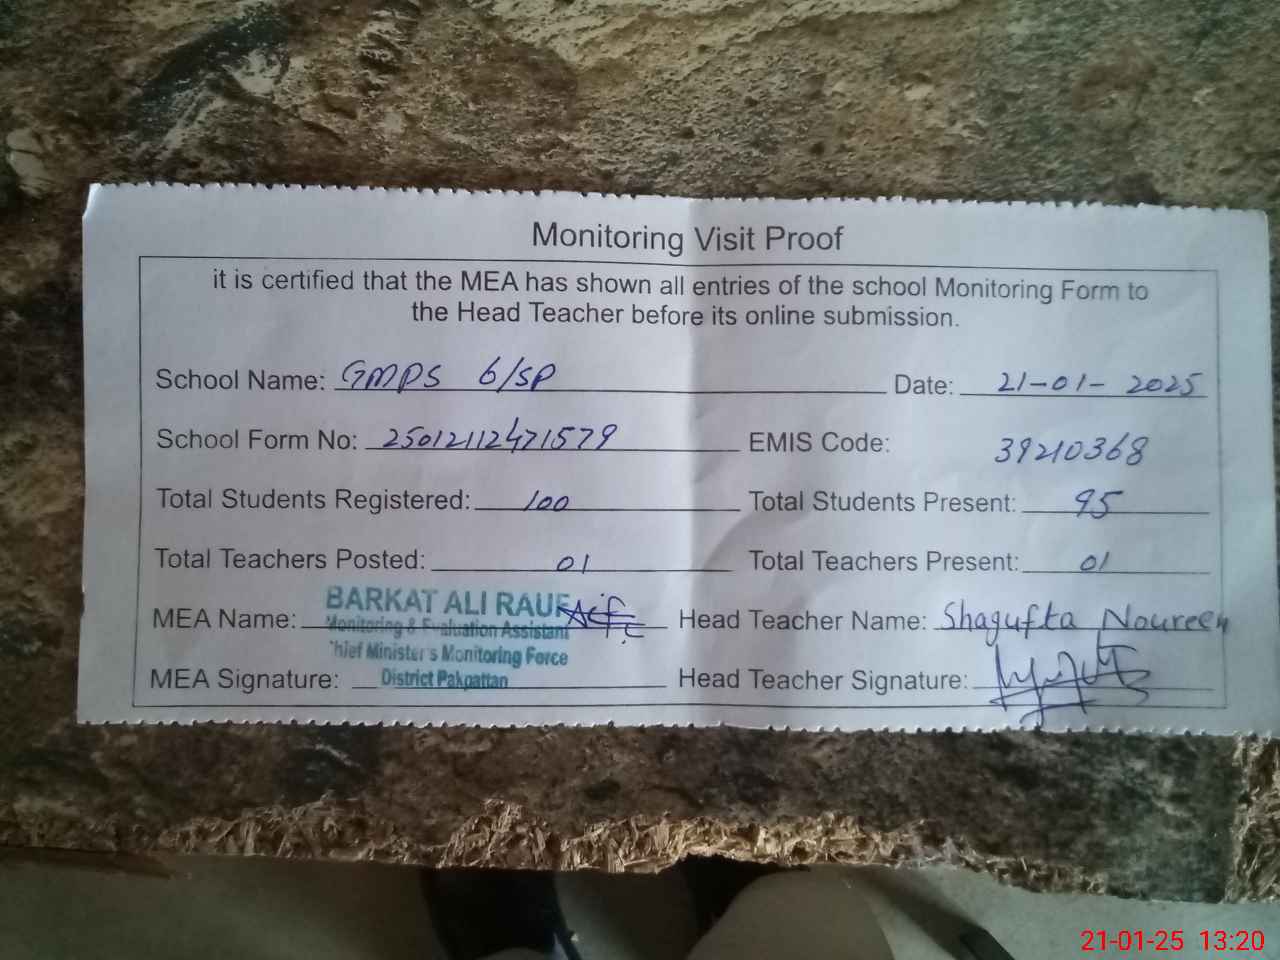 Monitoring Visit Proof
it is certified that the MEA has shown all entries of the school Monitoring Form to
the Head Teacher before its online submission.
School Name: GMPS 6/SP Date: 21-01-2025
School Form No: 25012112471579 EMIS Code: 39210368
Total Students Registered: 100 Total Students Present: 95
Total Teachers Posted: 01 Total Teachers Present: 01
MEA Name: BARKAT ALI RAUF Head Teacher Name: Shagufta Noureen
Monitoring & Evaluation Assistant
Chief Minister's Monitoring Force
MEA Signature: District Pakpattan Head Teacher Signature:
21-01-25 13:20